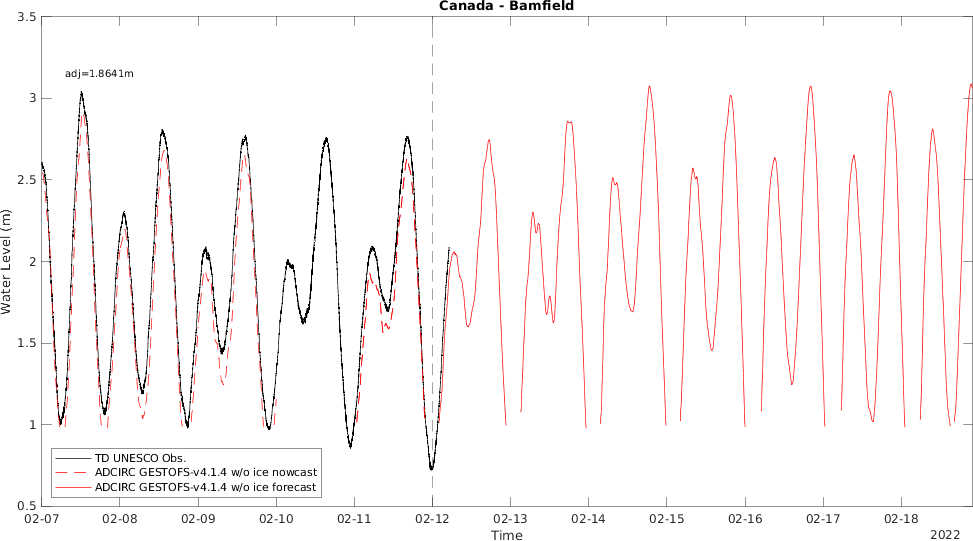 Canada - Bamfield
adj=1.8641m
3.5
3
2.5
2
1.5
1
0.5
Water Level (m)
TD UNESCO Obs.
ADCIRC GESTOFS-v4.1.4 w/o ice nowcast
ADCIRC GESTOFS-v4.1.4 w/o ice forecast
02-07 02-08 02-09 02-10 02-11 02-12 02-13 02-14 02-15 02-16 02-17 02-18
Time
2022